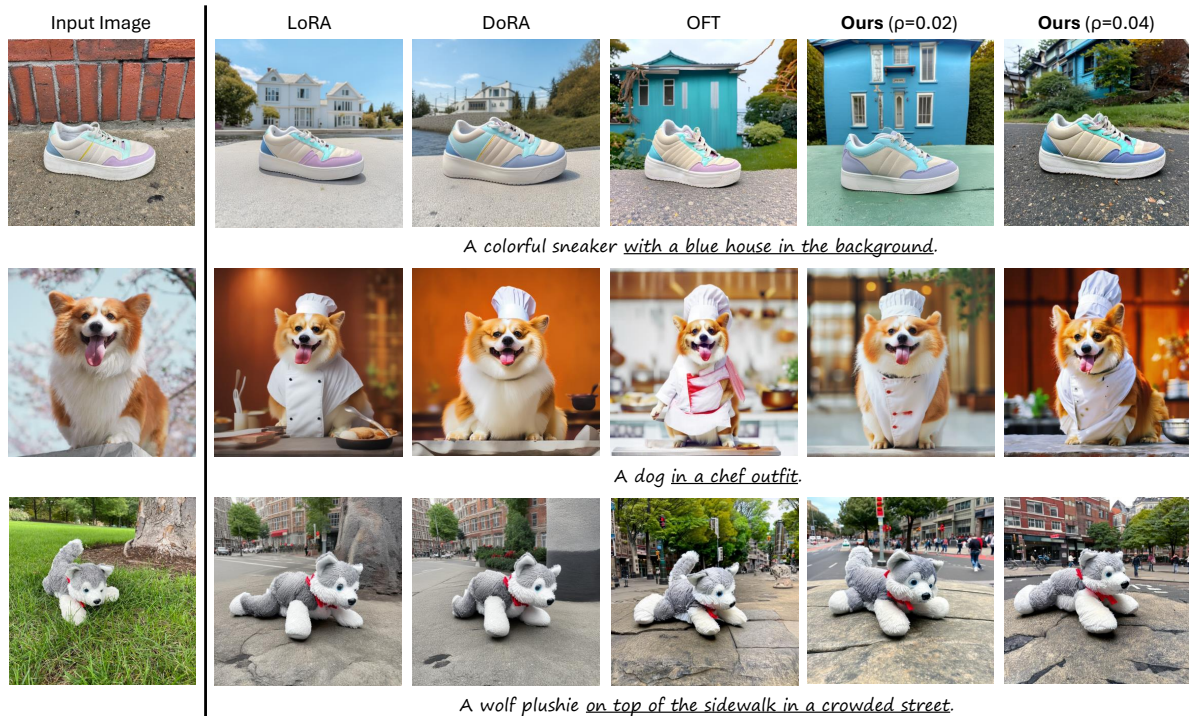 Input Image LoRA DoRA OFT Ours (ρ=0.02) Ours (ρ=0.04)
A colorful sneaker with a blue house in the background.
A dog in a chef outfit.
A wolf plushie on top of the sidewalk in a crowded street.